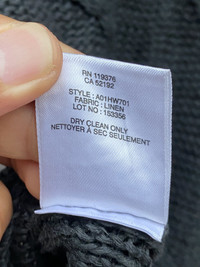 RN 119376
CA 52192
STYLE : A01HW701
FABRIC : LINEN
LOT NO : 153356
DRY CLEAN ONLY
NETTOYER À SEC SEULEMENT